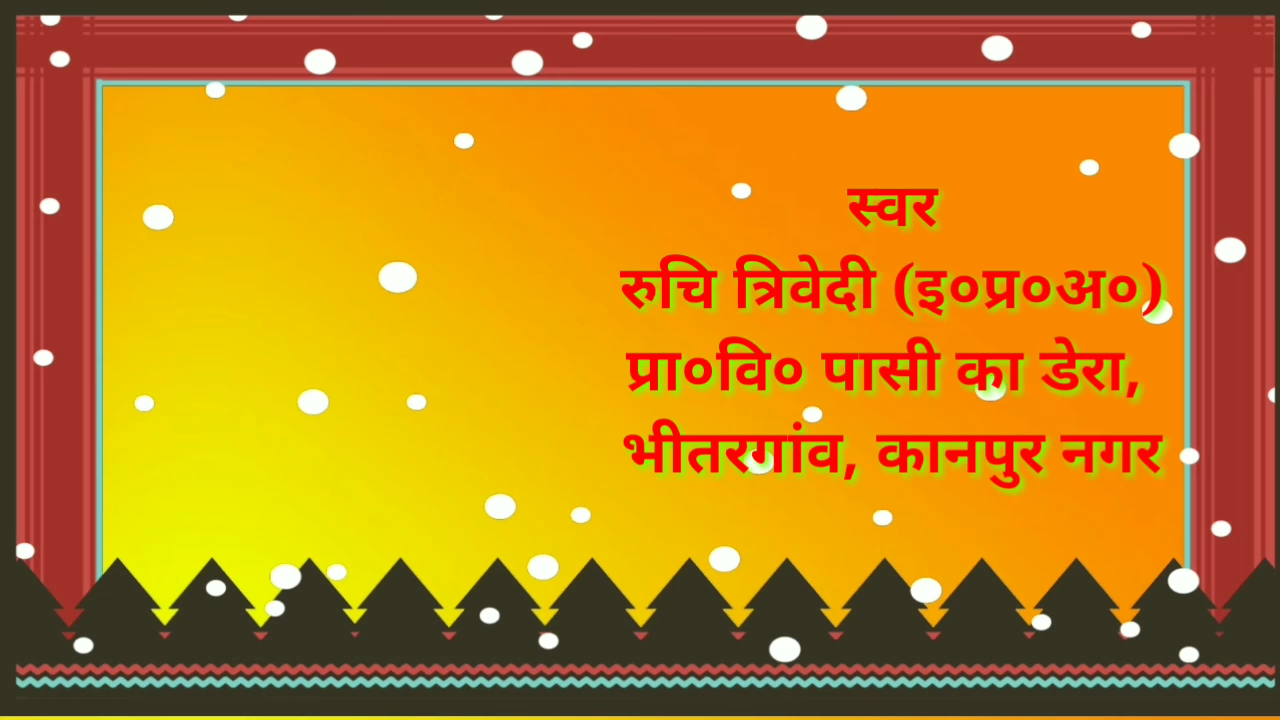 स्वर
रुचि त्रिवेदी (इ०प्र०अ०)
प्रा०वि० पासी का डेरा,
भीतरगांव, कानपुर नगर